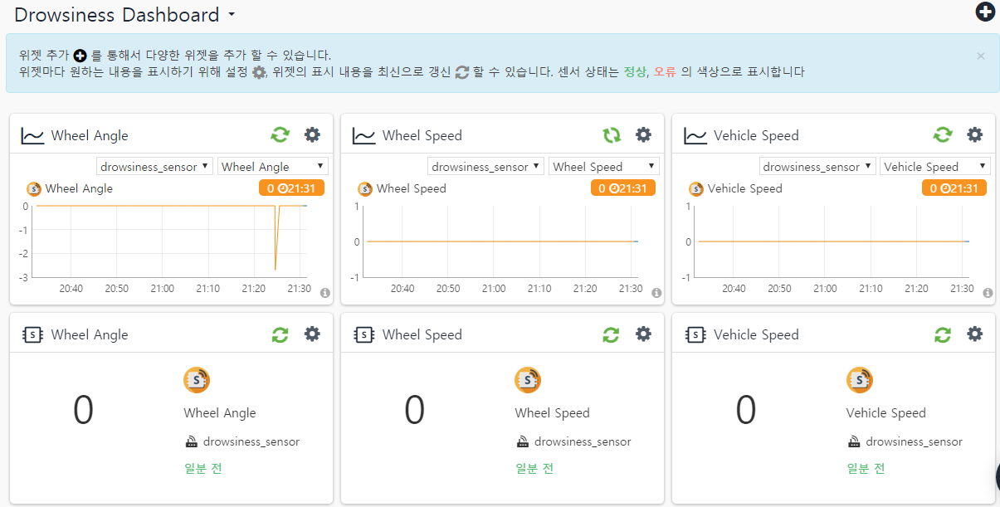 Drowsiness Dashboard
위젯 추가 를 통해서 다양한 위젯을 추가 할 수 있습니다.
위젯마다 원하는 내용을 표시하기 위해 설정 , 위젯의 표시 내용을 최신으로 갱신 할 수 있습니다. 센서 상태는 정상, 오류 의 색상으로 표시합니다
×
Wheel Angle
drowsiness_sensor Wheel Angle
Wheel Angle 0 21:31
0
-1
-2
-3
20:40 20:50 21:00 21:10 21:20 21:30
Wheel Speed
drowsiness_sensor Wheel Speed
Wheel Speed 0 21:31
1
0
-1
20:40 20:50 21:00 21:10 21:20 21:30
Vehicle Speed
drowsiness_sensor Vehicle Speed
Vehicle Speed 0 21:31
1
0
-1
20:40 20:50 21:00 21:10 21:20 21:30
S Wheel Angle
0
S
Wheel Angle
drowsiness_sensor
일분 전
S Wheel Speed
0
S
Wheel Speed
drowsiness_sensor
일분 전
S Vehicle Speed
0
S
Vehicle Speed
drowsiness_sensor
일분 전